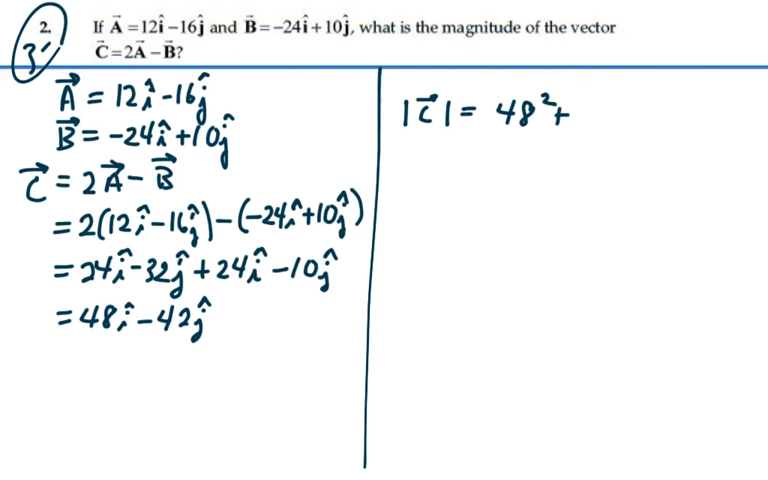 2. If A⃗ = 12î − 16ĵ and B⃗ = −24î + 10ĵ, what is the magnitude of the vector
C⃗ = 2A⃗ − B⃗?
A⃗ = 12î − 16ĵ
B⃗ = −24î + 10ĵ
C⃗ = 2A⃗ − B⃗
= 2(12î − 16ĵ) − (−24î + 10ĵ)
= 24î − 32ĵ + 24î − 10ĵ
= 48î − 42ĵ
|C⃗| = 48² +